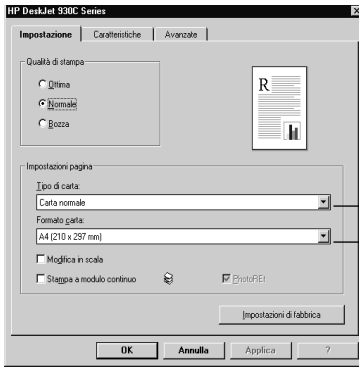 HP DeskJet 930C Series
Impostazione Caratteristiche Avanzate
Qualità di stampa
Ottima
Normale
Bozza
R
Impostazioni pagina
Tipo di carta:
Carta normale
Formato carta:
A4 (210 x 297 mm)
Modifica in scala
Stampa a modulo continuo PhotoREt
Impostazioni di fabbrica
OK Annulla Applica ?